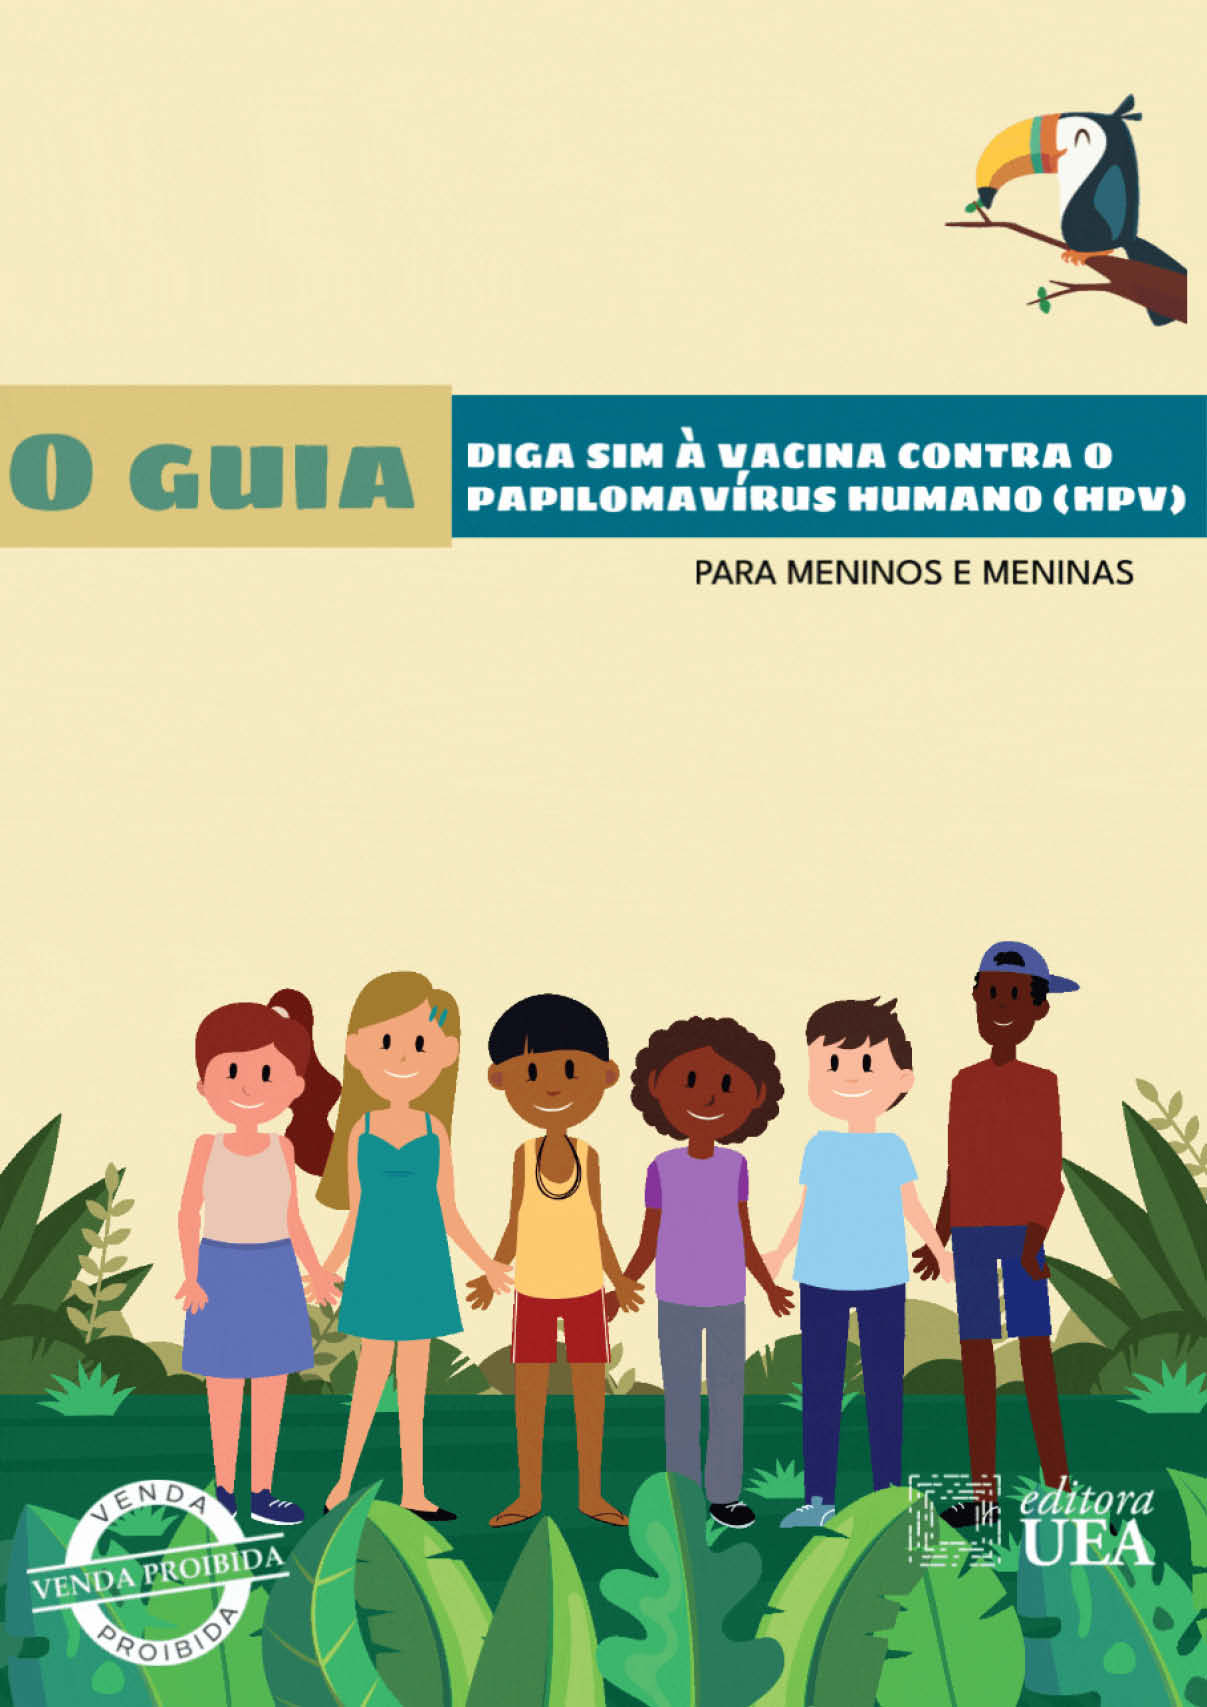 O GUIA
DIGA SIM À VACINA CONTRA O
PAPILOMAVÍRUS HUMANO (HPV)
PARA MENINOS E MENINAS
VENDA
VENDA PROIBIDA
PROIBIDA
editora
UEA